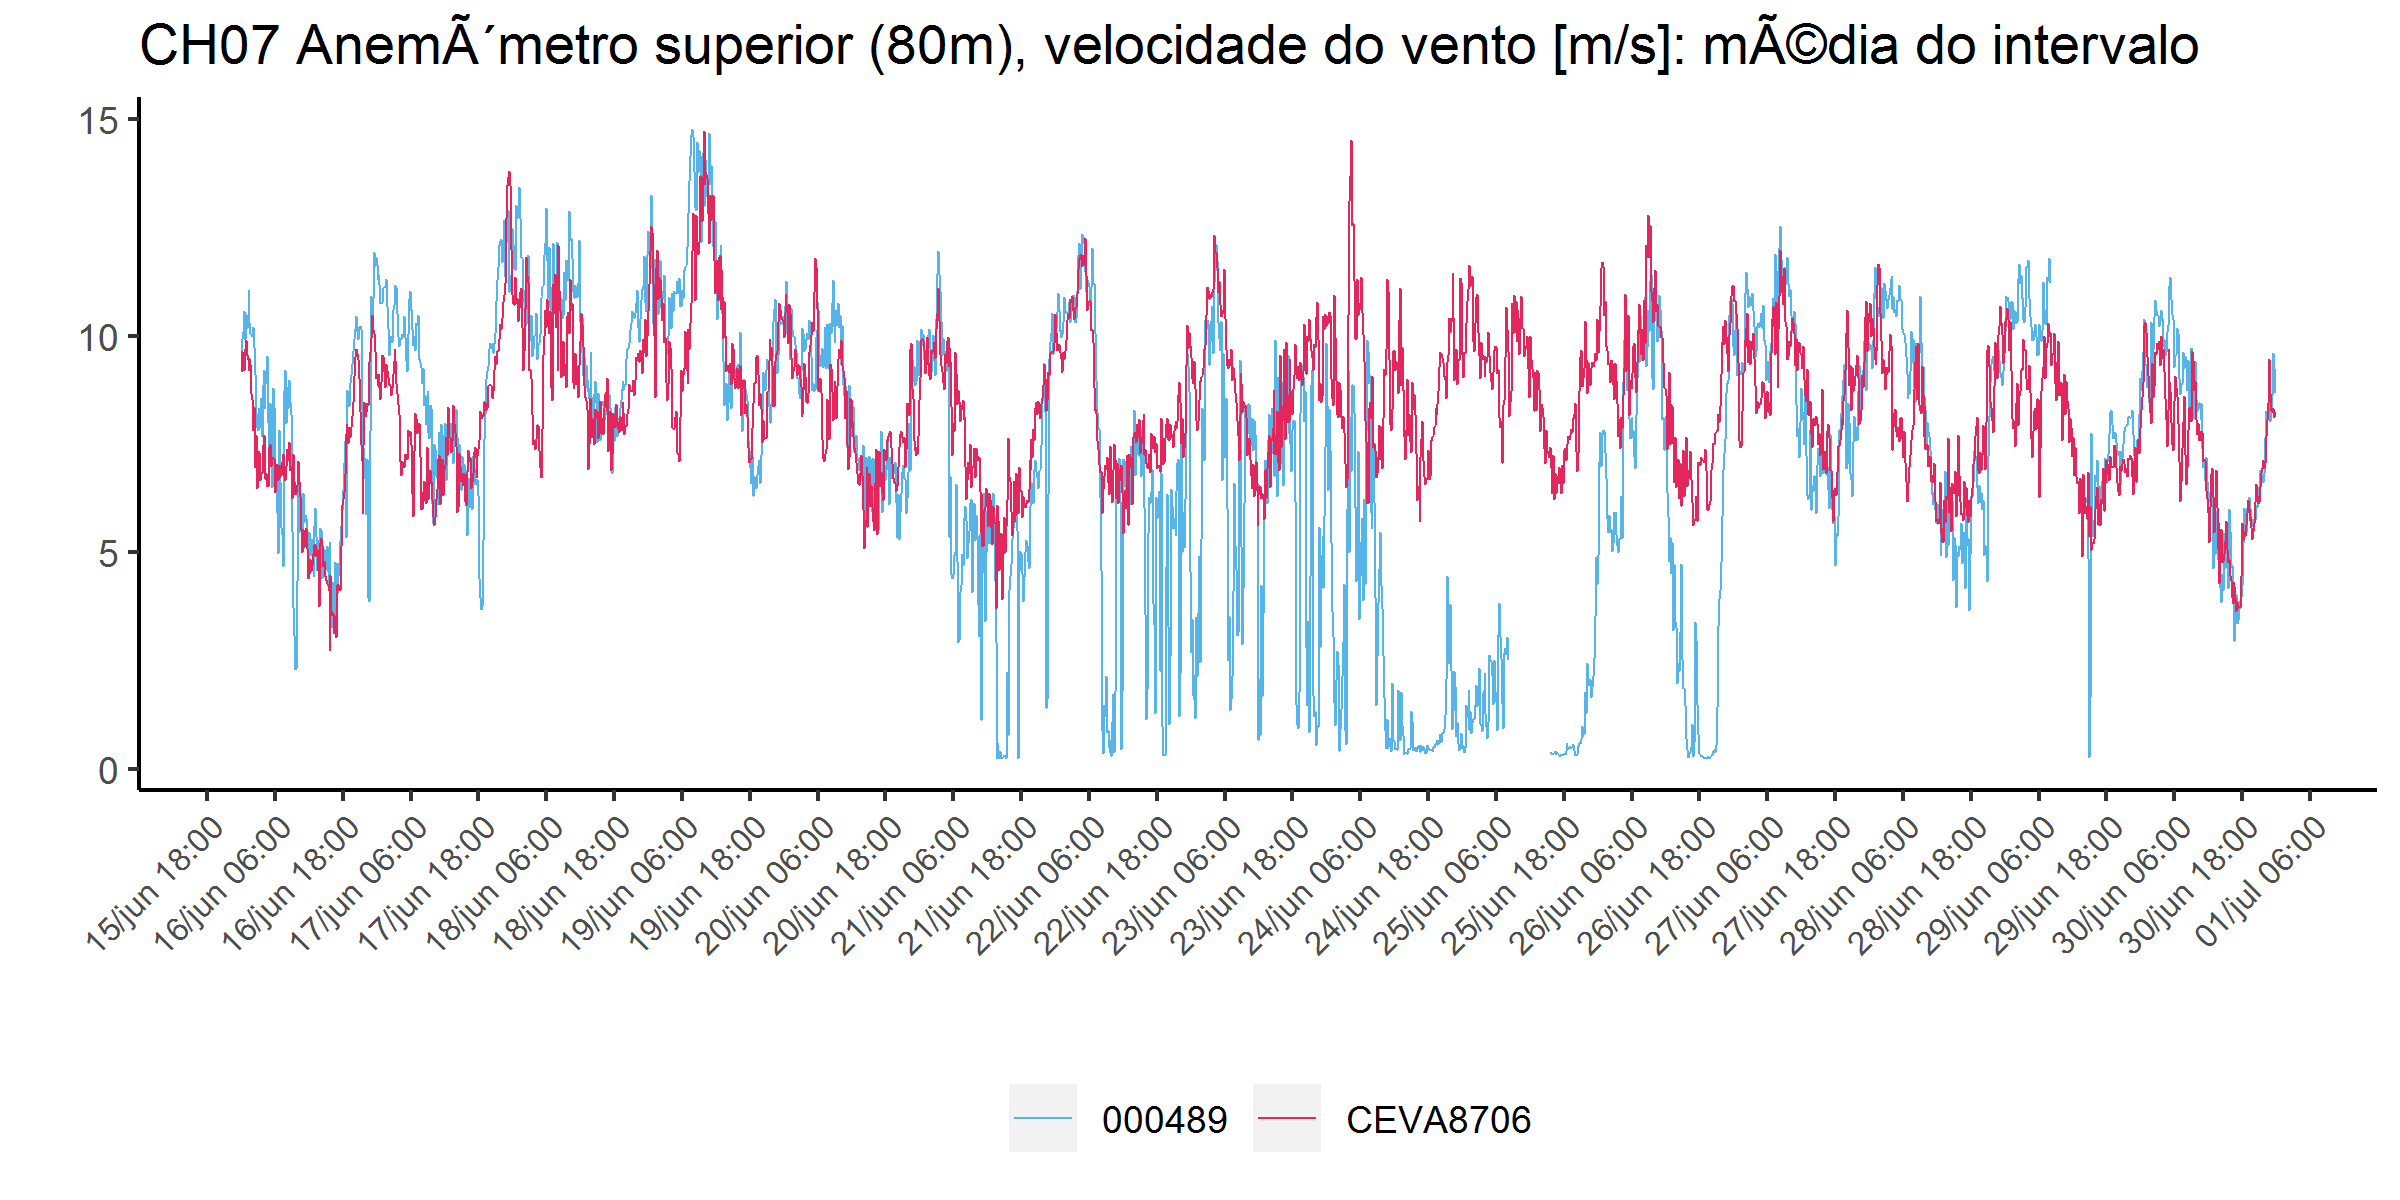 CH07 AnemÃ´metro superior (80m), velocidade do vento [m/s]: mÃ©dia do intervalo
15
10
5
0
15/jun 18:00
16/jun 06:00
16/jun 18:00
17/jun 06:00
17/jun 18:00
18/jun 06:00
18/jun 18:00
19/jun 06:00
19/jun 18:00
20/jun 06:00
20/jun 18:00
21/jun 06:00
21/jun 18:00
22/jun 06:00
22/jun 18:00
23/jun 06:00
23/jun 18:00
24/jun 06:00
24/jun 18:00
25/jun 06:00
25/jun 18:00
26/jun 06:00
26/jun 18:00
27/jun 06:00
27/jun 18:00
28/jun 06:00
28/jun 18:00
29/jun 06:00
29/jun 18:00
30/jun 06:00
30/jun 18:00
01/jul 06:00
000489 CEVA8706